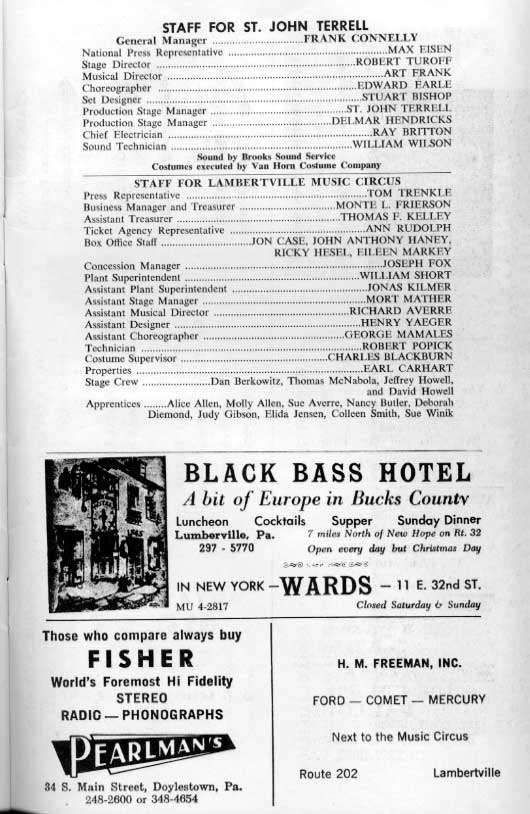 STAFF FOR ST. JOHN TERRELL
General Manager ........................FRANK CONNELLY
National Press Representative ........................MAX EISEN
Stage Director ........................ROBERT TUROFF
Musical Director ........................ART FRANK
Choreographer ........................EDWARD EARLE
Set Designer ........................STUART BISHOP
Production Stage Manager ........................ST. JOHN TERRELL
Production Stage Manager ........................DELMAR HENDRICKS
Chief Electrician ........................RAY BRITTON
Sound Technician ........................WILLIAM WILSON
Sound by Brooks Sound Service
Costumes executed by Van Horn Costume Company
STAFF FOR LAMBERTVILLE MUSIC CIRCUS
Press Representative ........................TOM TRENKLE
Business Manager and Treasurer ........................MONTE L. FRIERSON
Assistant Treasurer ........................THOMAS F. KELLEY
Ticket Agency Representative ........................ANN RUDOLPH
Box Office Staff ........................JON CASE, JOHN ANTHONY HANEY,
RICKY HESEL, EILEEN MARKEY
Concession Manager ........................JOSEPH FOX
Plant Superintendent ........................WILLIAM SHORT
Assistant Plant Superintendent ........................JONAS KILMER
Assistant Stage Manager ........................MORT MATHER
Assistant Musical Director ........................RICHARD AVERRE
Assistant Designer ........................HENRY YAEGER
Assistant Choreographer ........................GEORGE MAMALES
Technician ........................ROBERT POPICK
Costume Supervisor ........................CHARLES BLACKBURN
Properties ........................EARL CARHART
Stage Crew ..................Dan Berkowitz, Thomas McNabola, Jeffrey Howell,
and David Howell
Apprentices ........Alice Allen, Molly Allen, Sue Averre, Nancy Butler, Deborah
Diemond, Judy Gibson, Elida Jensen, Colleen Smith, Sue Winik
BLACK BASS HOTEL
A bit of Europe in Bucks County
Luncheon Cocktails Supper Sunday Dinner
Lumberville, Pa. 7 miles North of New Hope on Rt. 32
297 - 5770 Open every day but Christmas Day
IN NEW YORK – WARDS – 11 E. 32nd ST.
MU 4-2817 Closed Saturday & Sunday
Those who compare always buy
FISHER
World's Foremost Hi Fidelity
STEREO
RADIO — PHONOGRAPHS
PEARLMAN'S
34 S. Main Street, Doylestown, Pa.
248-2600 or 348-4654
H. M. FREEMAN, INC.
FORD — COMET — MERCURY
Next to the Music Circus
Route 202 Lambertville